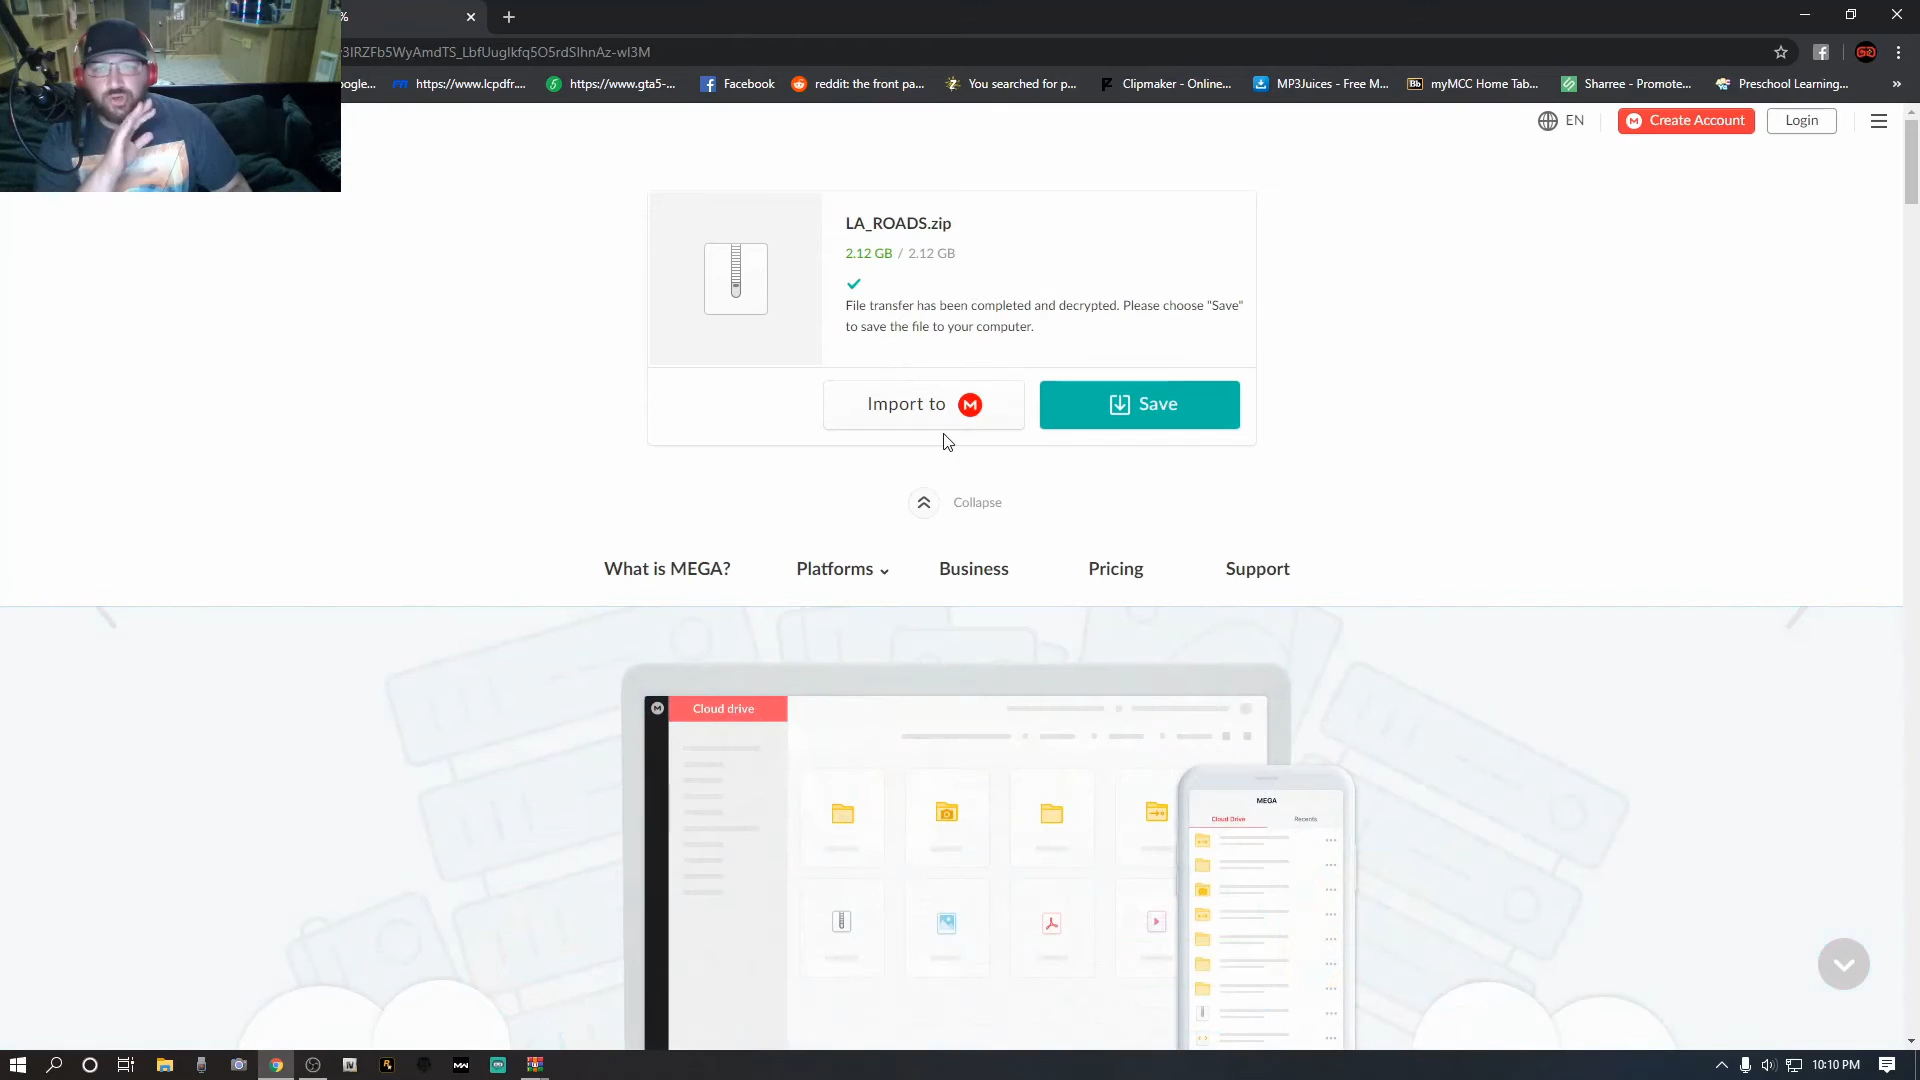 %
v3IRZFb5WyAmdTS_LbfUuglkfq5O5rdSlhnAz-wl3M
oogle...
https://www.lcpdfr....
https://www.gta5-...
Facebook
reddit: the front pa...
You searched for p...
Clipmaker - Online...
MP3Juices - Free M...
Bb
myMCC Home Tab...
Sharree - Promote...
Preschool Learning...
»
EN
Create Account
Login
LA_ROADS.zip
2.12 GB / 2.12 GB
File transfer has been completed and decrypted. Please choose "Save"
to save the file to your computer.
Import to
Save
Collapse
What is MEGA?
Platforms
Business
Pricing
Support
Cloud drive
MEGA
Cloud Drive
Recents
10:10 PM